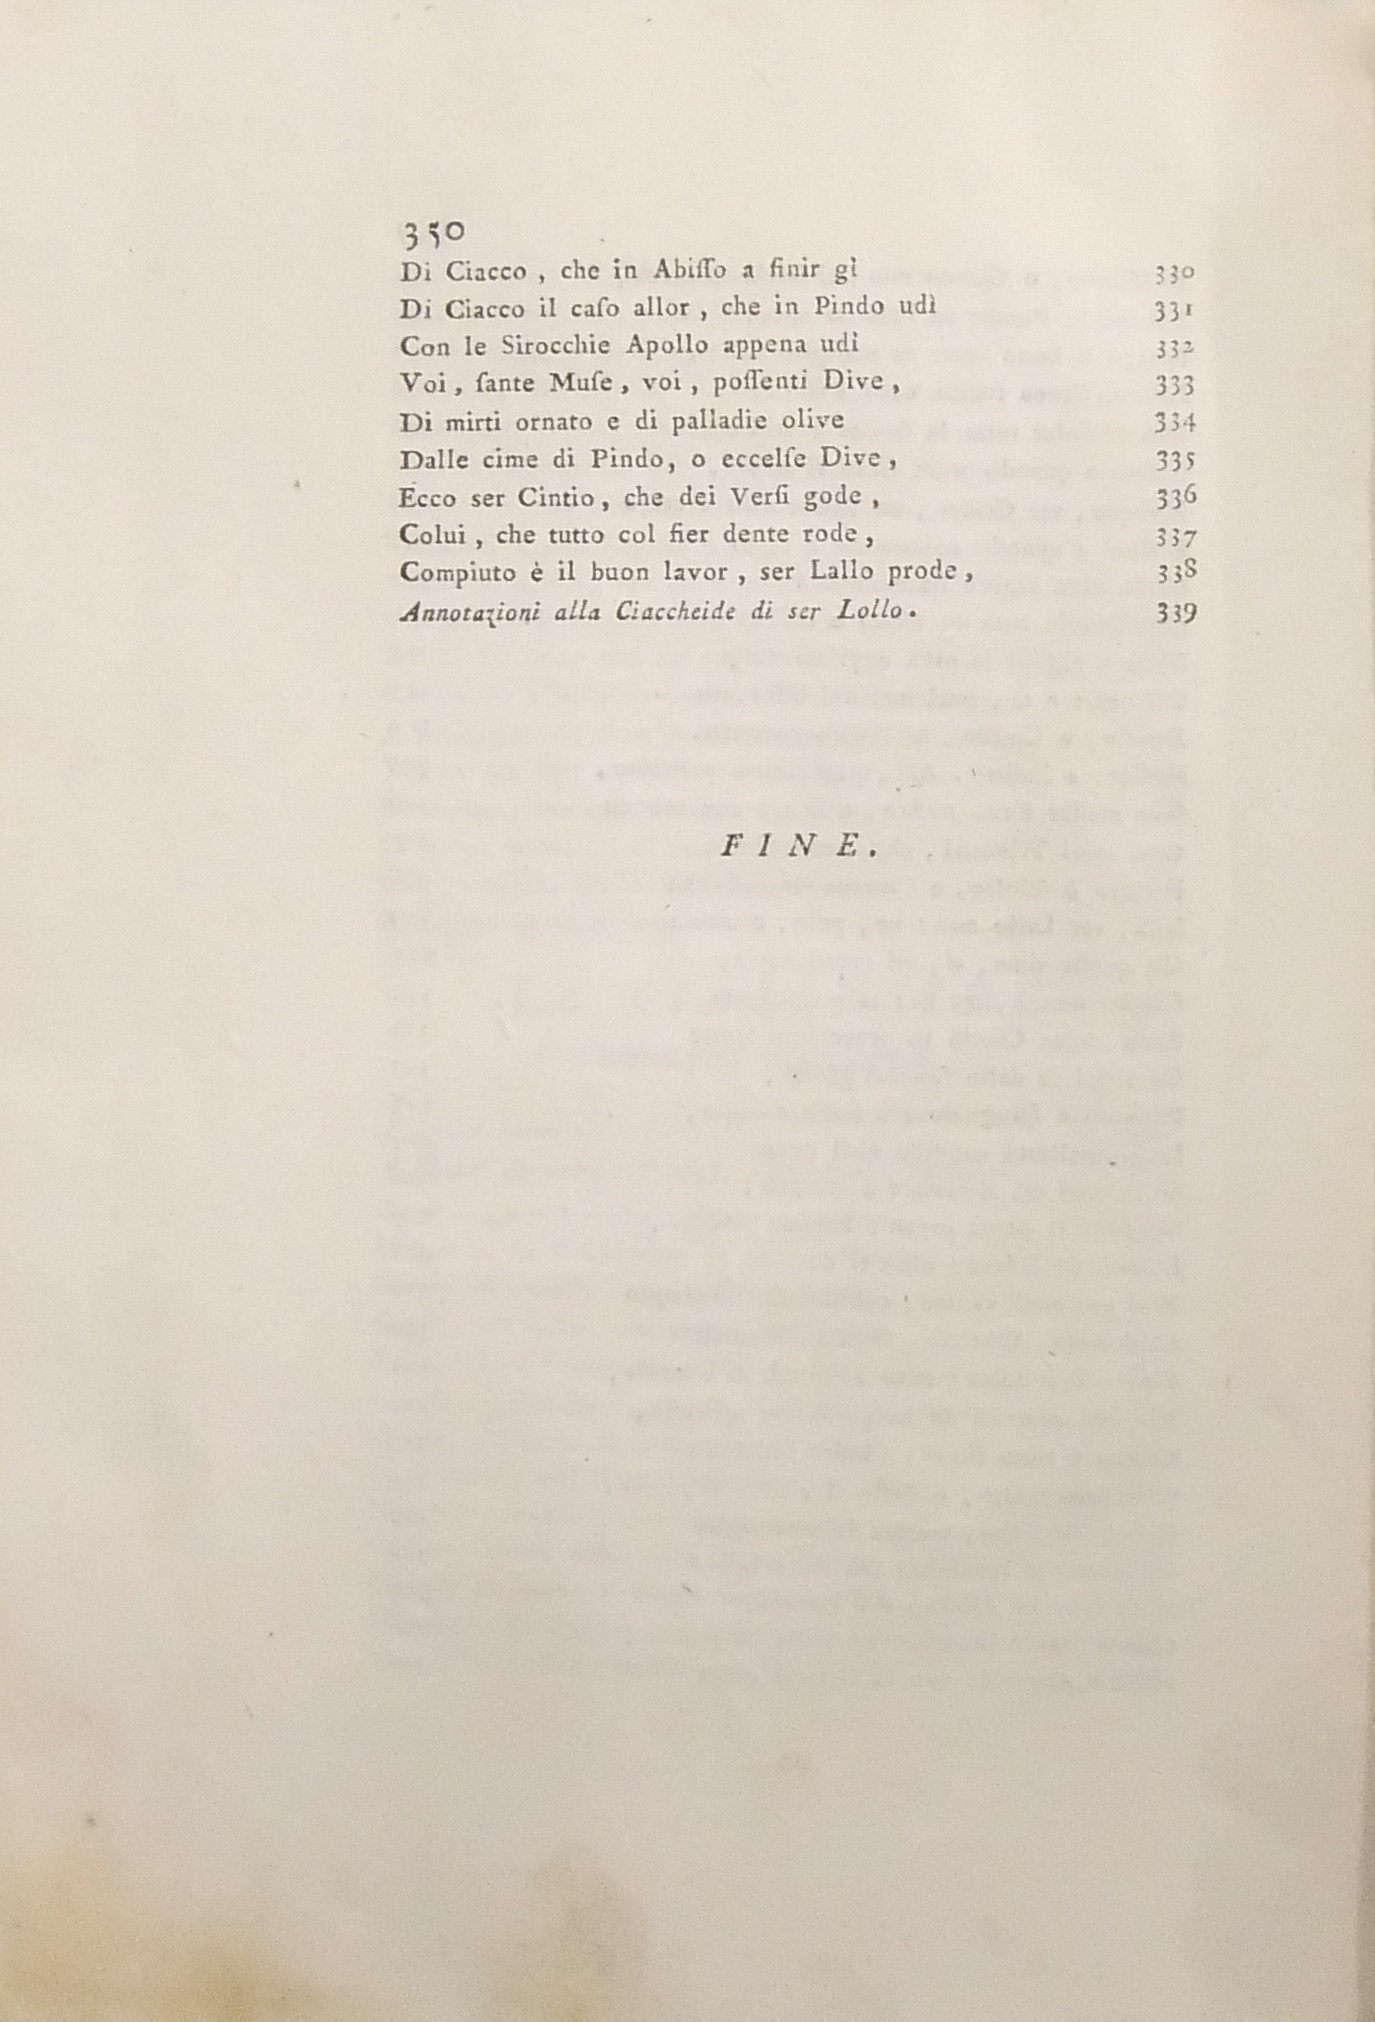 350
Di Ciacco , che in Abiſſo a finir gì 330
Di Ciacco il caſo allor , che in Pindo udì 331
Con le Sirocchie Apollo appena udì 332
Voi , ſante Muſe , voi , poſſenti Dive , 333
Di mirti ornato e di palladie olive 334
Dalle cime di Pindo, o eccelſe Dive , 335
Ecco ser Cintio , che dei Verſi gode , 336
Colui , che tutto col fier dente rode , 337
Compiuto è il buon lavor , ser Lallo prode , 338
Annotazioni alla Ciaccheide di ser Lollo . 339
FINE.